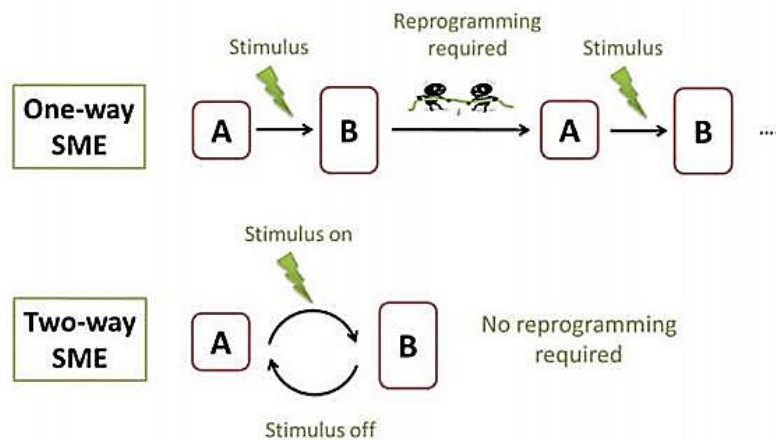 Stimulus
Reprogramming
required
Stimulus
One-way
SME
A
B
A
B
....
Stimulus on
Two-way
SME
A
B
No reprogramming
required
Stimulus off